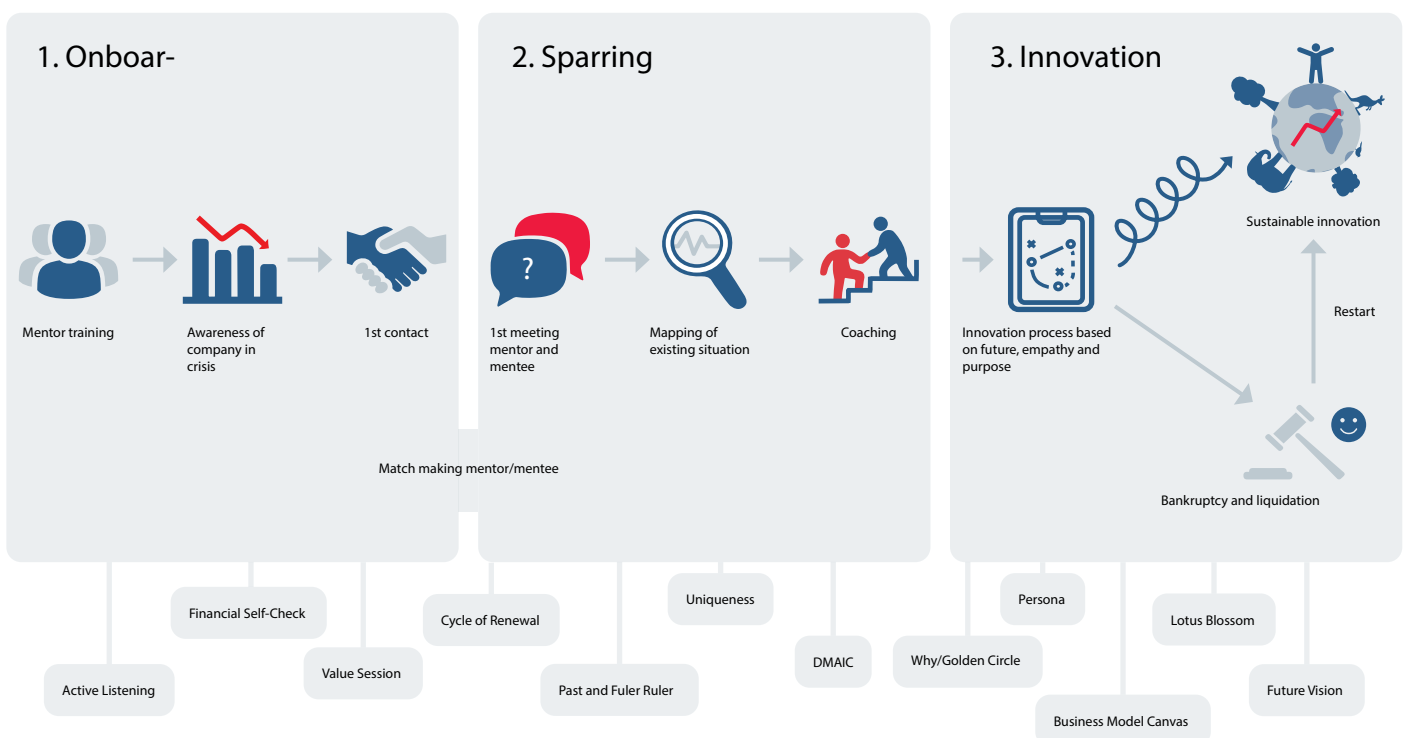 1. Onboar-
2. Sparring
3. Innovation
Sustainable innovation
Mentor training
Awareness of
company in
crisis
1st contact
?
1st meeting
mentor and
mentee
Mapping of
existing situation
Coaching
Innovation process based
on future, empathy and
purpose
Restart
Match making mentor/mentee
Bankruptcy and liquidation
Active Listening
Financial Self-Check
Value Session
Cycle of Renewal
Past and Fuler Ruler
Uniqueness
DMAIC
Why/Golden Circle
Persona
Business Model Canvas
Lotus Blossom
Future Vision